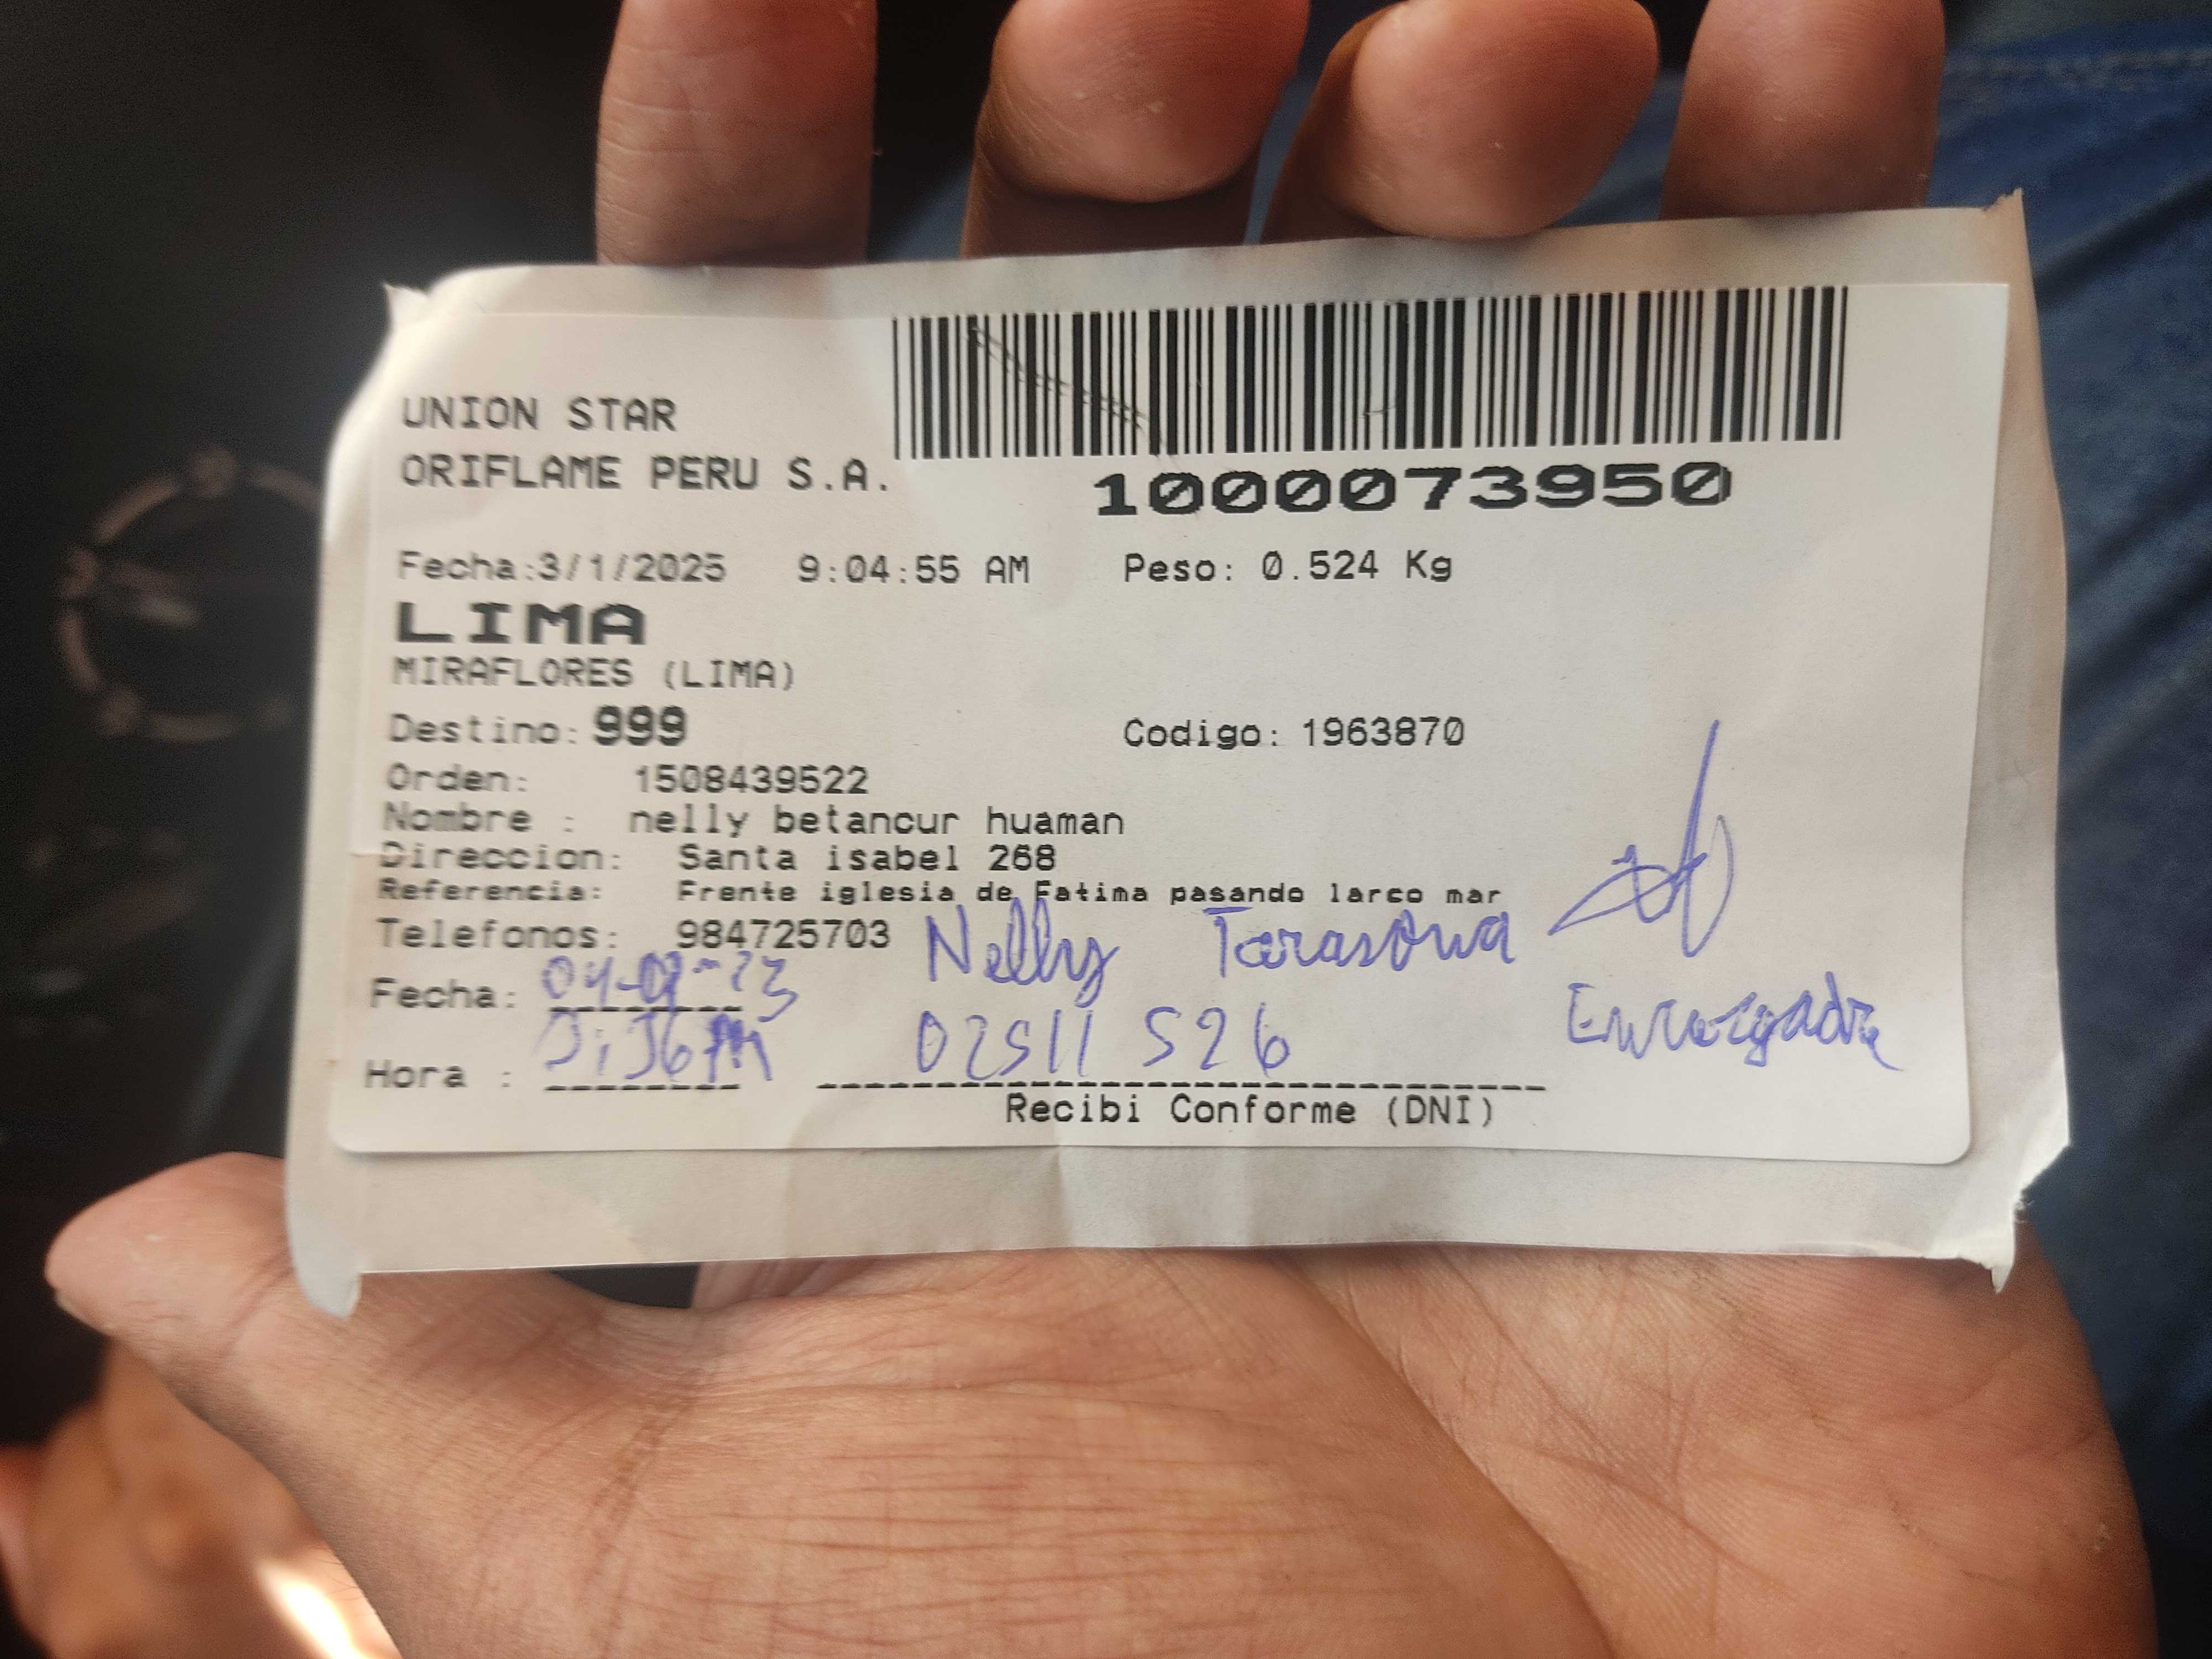 UNION STAR
ORIFLAME PERU S.A.
1000073950
Fecha:3/1/2025 9:04:55 AM Peso: 0.524 Kg
LIMA
MIRAFLORES (LIMA)
Destino: 999 Codigo: 1963870
Orden: 1508439522
Nombre : nelly betancur huaman
Direccion: Santa isabel 268
Referencia: Frente iglesia de Fatima pasando larco mar
Telefonos: 984725703 Nelly
Fecha:
Hora : 02511526
Recibi Conforme (DNI)